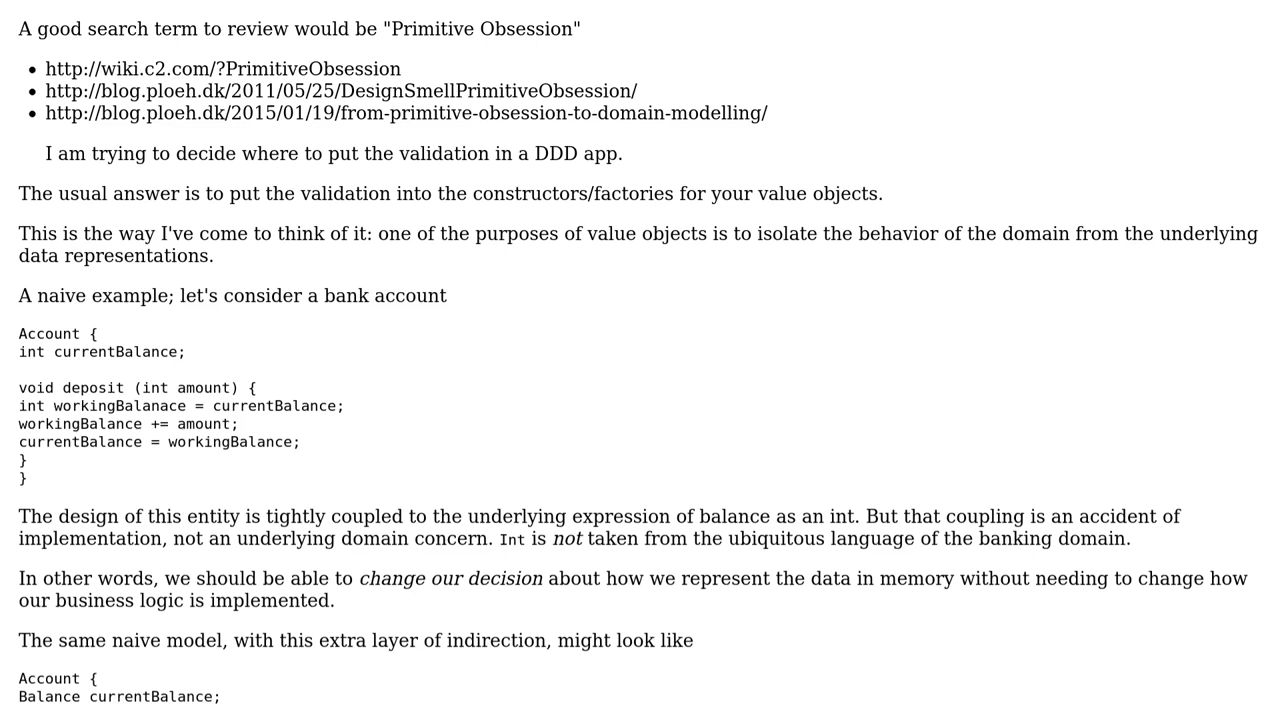 A good search term to review would be "Primitive Obsession"
• http://wiki.c2.com/?PrimitiveObsession
• http://blog.ploeh.dk/2011/05/25/DesignSmellPrimitiveObsession/
• http://blog.ploeh.dk/2015/01/19/from-primitive-obsession-to-domain-modelling/
I am trying to decide where to put the validation in a DDD app.
The usual answer is to put the validation into the constructors/factories for your value objects.
This is the way I've come to think of it: one of the purposes of value objects is to isolate the behavior of the domain from the underlying
data representations.
A naive example; let's consider a bank account
Account {
int currentBalance;
void deposit (int amount) {
int workingBalanace = currentBalance;
workingBalance += amount;
currentBalance = workingBalance;
}
}
The design of this entity is tightly coupled to the underlying expression of balance as an int. But that coupling is an accident of
implementation, not an underlying domain concern. Int is not taken from the ubiquitous language of the banking domain.
In other words, we should be able to change our decision about how we represent the data in memory without needing to change how
our business logic is implemented.
The same naive model, with this extra layer of indirection, might look like
Account {
Balance currentBalance;